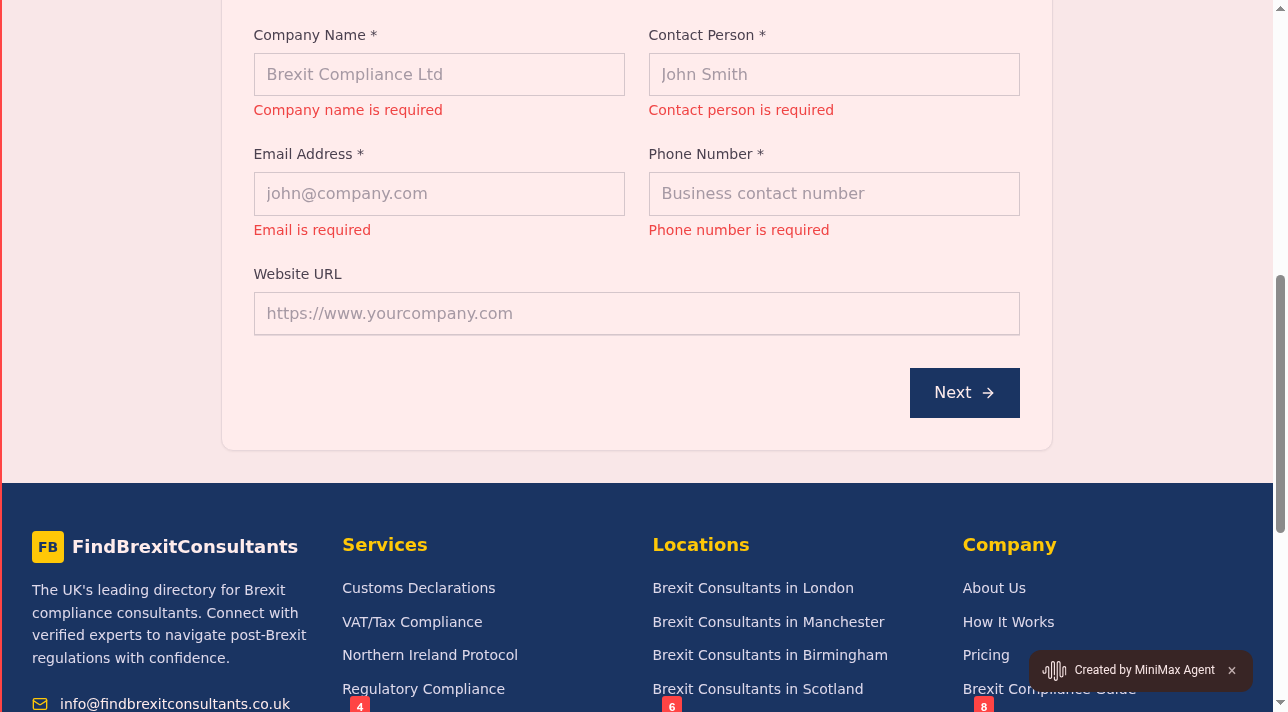 Company Name *
Contact Person *
Brexit Compliance Ltd
John Smith
Company name is required
Contact person is required
Email Address *
Phone Number *
john@company.com
Business contact number
Email is required
Phone number is required
Website URL
https://www.yourcompany.com
Next →
FB FindBrexitConsultants
The UK's leading directory for Brexit
compliance consultants. Connect with
verified experts to navigate post-Brexit
regulations with confidence.
info@findbrexitconsultants.co.uk
Services
Customs Declarations
VAT/Tax Compliance
Northern Ireland Protocol
Regulatory Compliance
4
Locations
Brexit Consultants in London
Brexit Consultants in Manchester
Brexit Consultants in Birmingham
Brexit Consultants in Scotland
6
Company
About Us
How It Works
Pricing
Brexit Compliance Guide
8
Created by MiniMax Agent ×